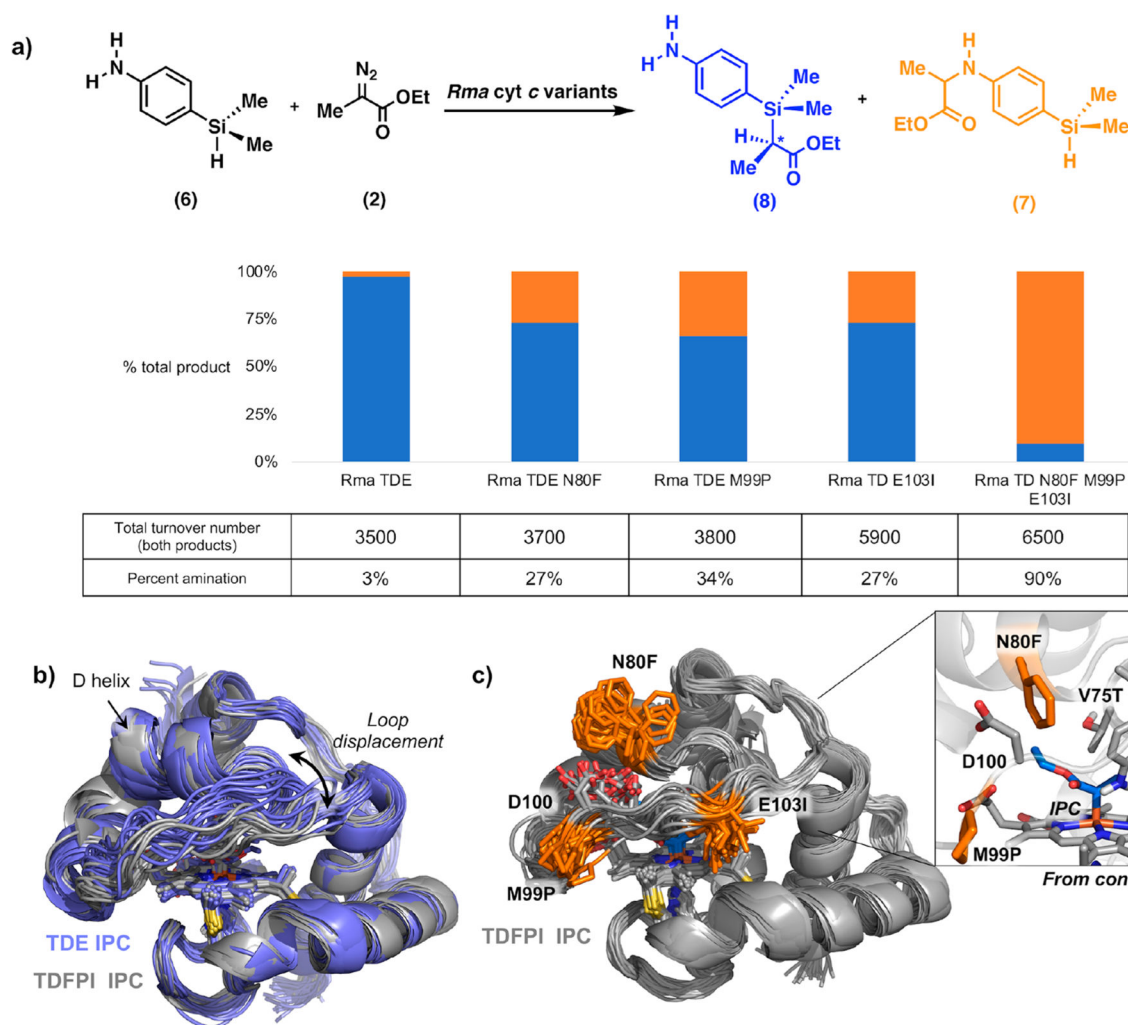 a)
H
H
N
Si
Me
Me
H
+
N2
Me
OEt
O
Rma cyt c variants
H
N
H
Si
Me
Me
H
*
OEt
Me
O
+
H
Me
N
EtO
O
Si
Me
Me
H
(6)
(2)
(8)
(7)
100%
75%
50%
25%
0%
% total product
Rma TDE
Rma TDE N80F
Rma TDE M99P
Rma TD E103I
Rma TD N80F M99P
E103I
Total turnover number
(both products)
3500
3700
3800
5900
6500
Percent amination
3%
27%
34%
27%
90%
b)
D helix
Loop
displacement
TDE IPC
TDFPI IPC
c)
N80F
D100
E103I
M99P
TDFPI IPC
N80F
V75T
D100
IPC
M99P
From con